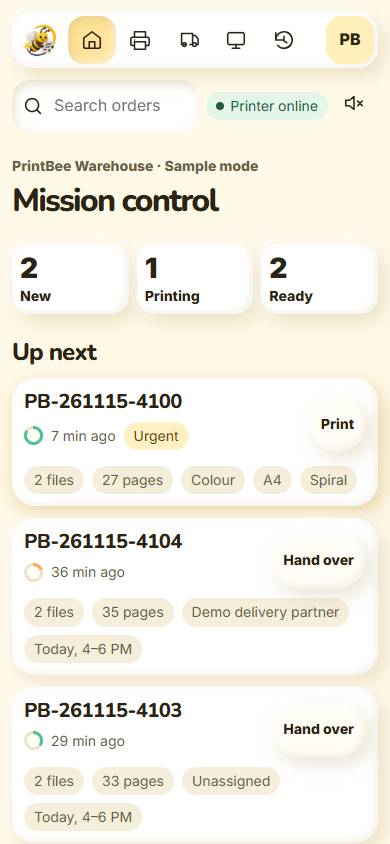 PB
Search orders
Printer online
PrintBee Warehouse · Sample mode
Mission control
2 1 2
New Printing Ready
Up next
PB-261115-4100
Print
7 min ago Urgent
2 files 27 pages Colour A4 Spiral
PB-261115-4104
Hand over
36 min ago
2 files 35 pages Demo delivery partner
Today, 4–6 PM
PB-261115-4103
Hand over
29 min ago
2 files 33 pages Unassigned
Today, 4–6 PM